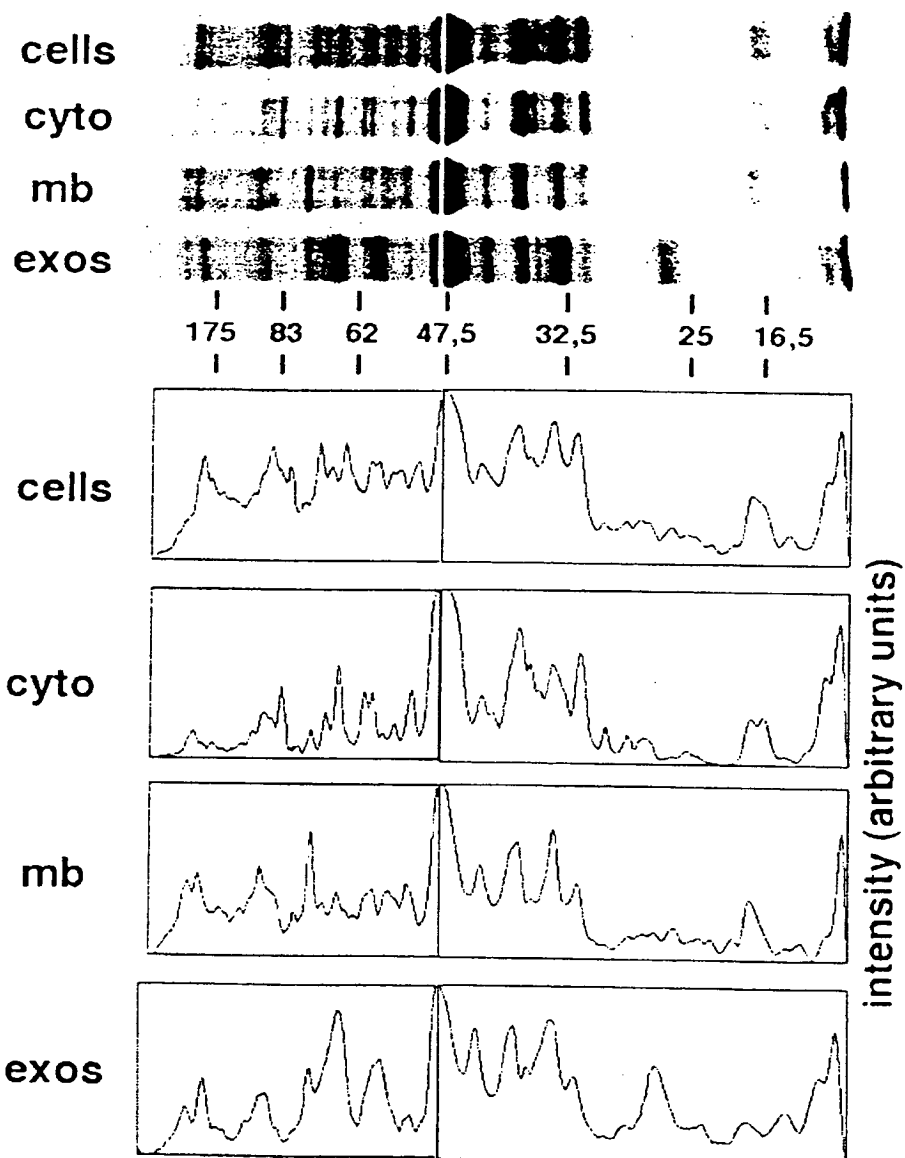 cells
cyto
mb
exos
175 83 62 47,5 32,5 25 16,5
cells
cyto
mb
exos
intensity (arbitrary units)